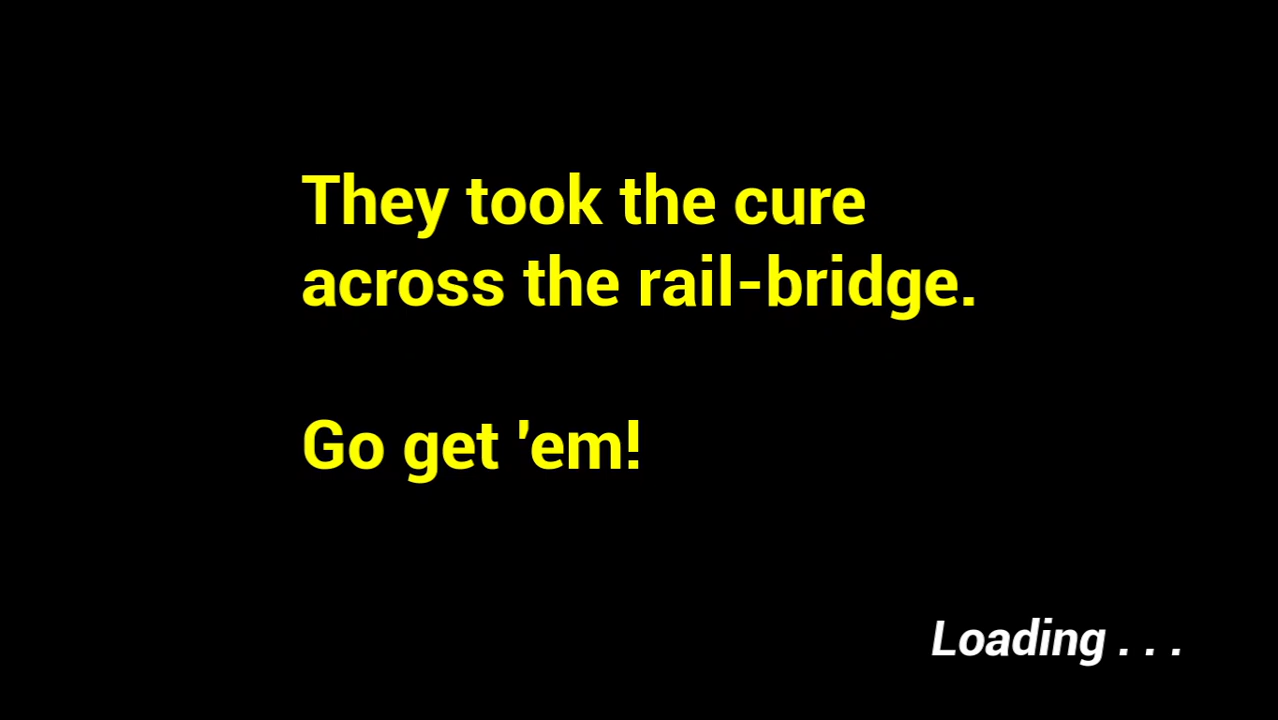 They took the cure
across the rail-bridge.
Go get 'em!
Loading . . .